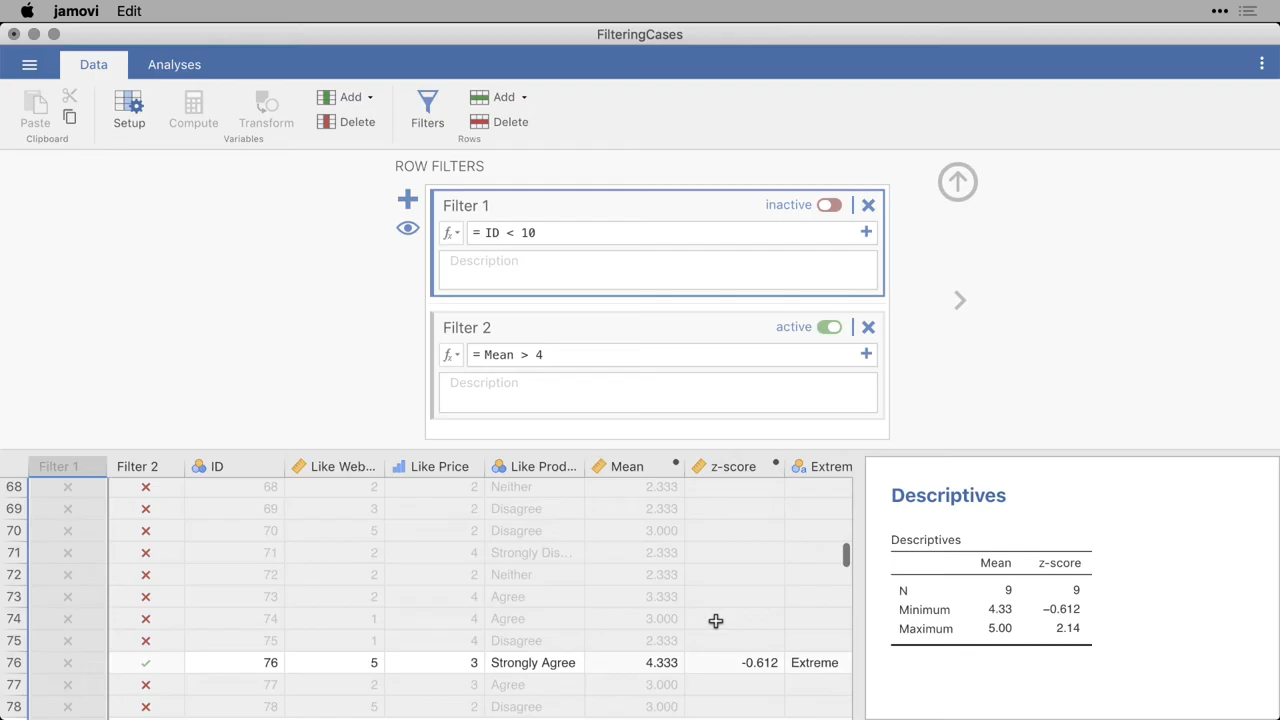 jamovi Edit
FilteringCases
Data Analyses
Paste Setup Compute Transform Add Delete Filters Add Delete
Clipboard Variables Rows
ROW FILTERS
Filter 1 inactive
fx = ID < 10
Description
Filter 2 active
fx = Mean > 4
Description
Filter 1 Filter 2 ID Like Web... Like Price Like Prod... Mean z-score Extrem
68 68 2 2 Neither 2.333
69 69 3 2 Disagree 2.333
70 70 5 2 Disagree 3.000
71 71 2 4 Strongly Dis... 2.333
72 72 2 2 Neither 2.333
73 73 2 4 Agree 3.333
74 74 1 4 Agree 3.000
75 75 1 4 Disagree 2.333
76 76 5 3 Strongly Agree 4.333 -0.612 Extreme
77 77 2 3 Agree 3.000
78 78 5 2 Disagree 3.000
Descriptives
Descriptives
Mean z-score
N 9 9
Minimum 4.33 −0.612
Maximum 5.00 2.14